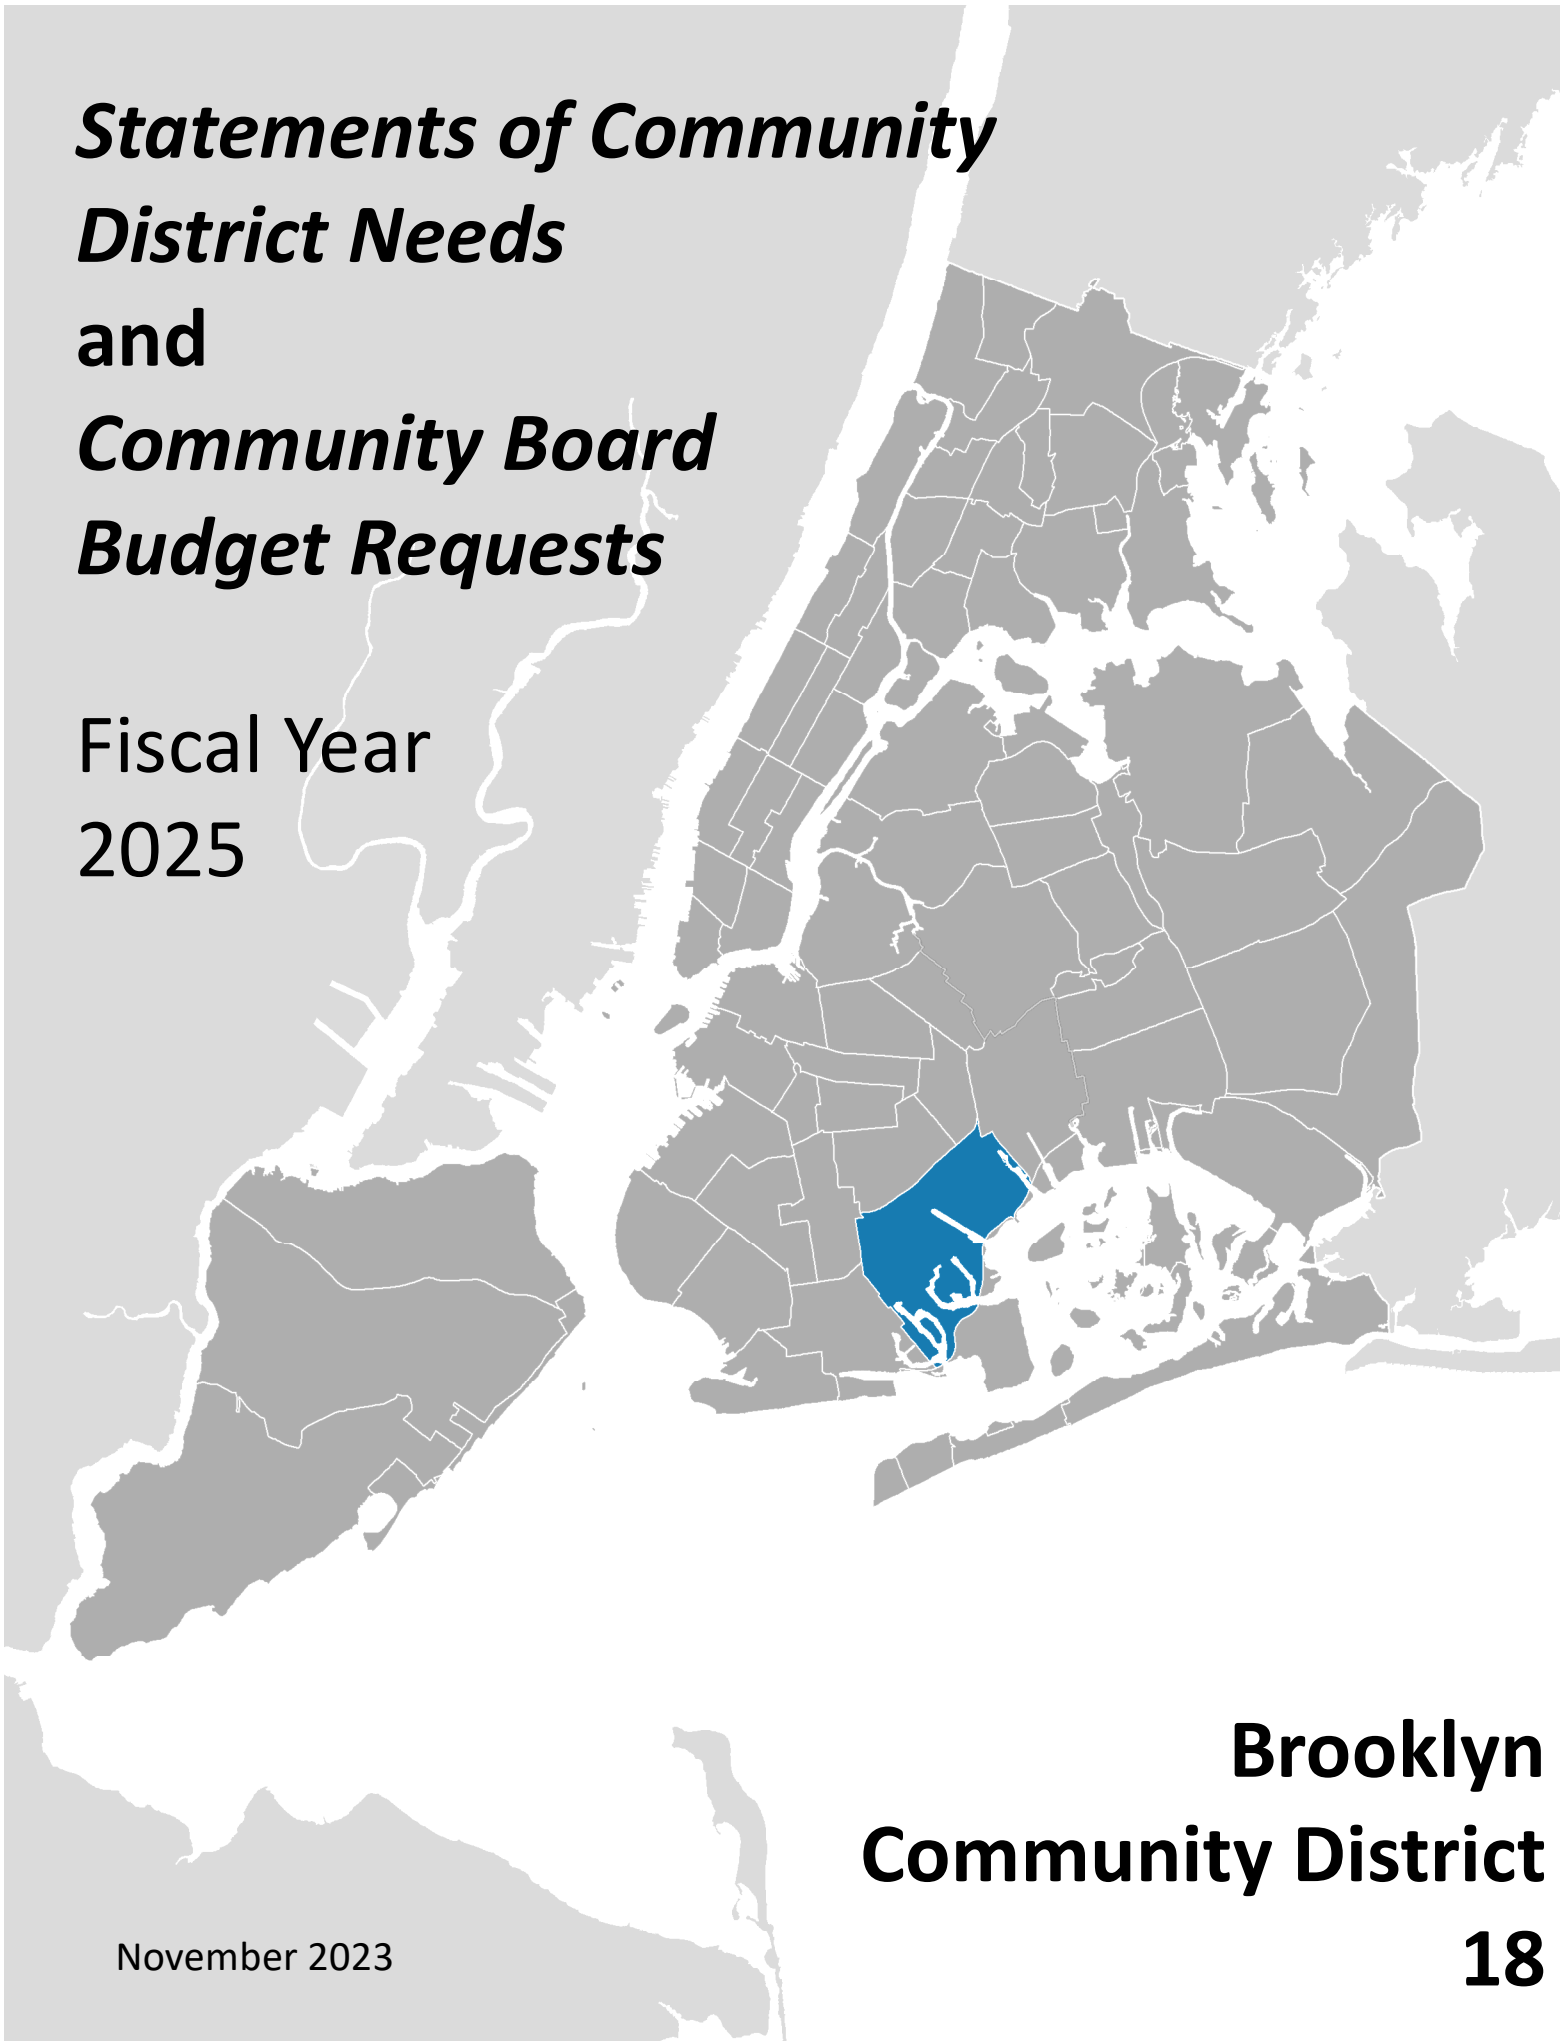 Statements of Community
District Needs
and
Community Board
Budget Requests
Fiscal Year
2025
Brooklyn
Community District
18
November 2023